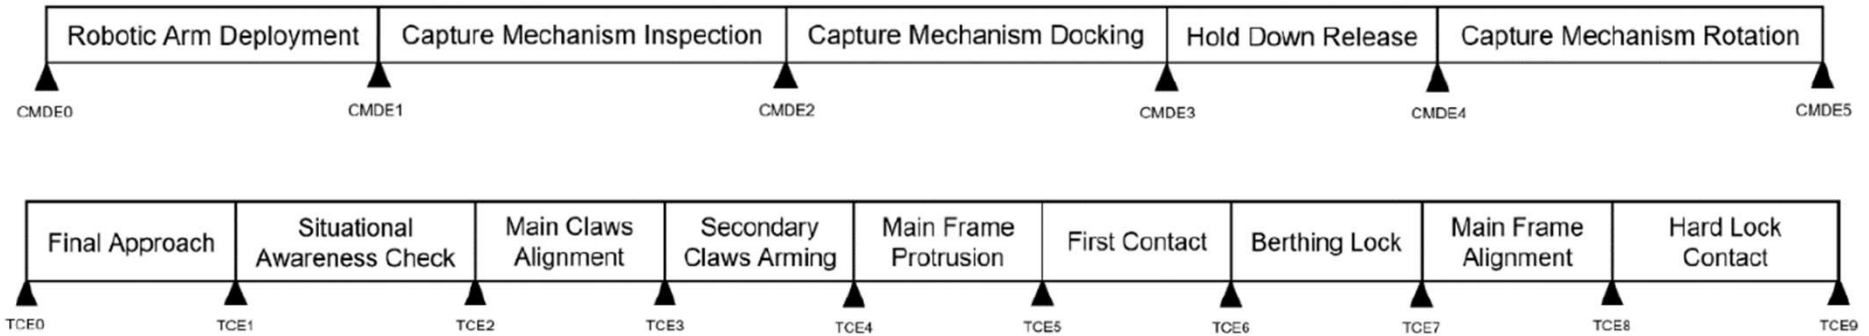 Robotic Arm Deployment
Capture Mechanism Inspection
Capture Mechanism Docking
Hold Down Release
Capture Mechanism Rotation
CMDE0
CMDE1
CMDE2
CMDE3
CMDE4
CMDE5
Final Approach
Situational
Awareness Check
Main Claws
Alignment
Secondary
Claws Arming
Main Frame
Protrusion
First Contact
Berthing Lock
Main Frame
Alignment
Hard Lock
Contact
TCE0
TCE1
TCE2
TCE3
TCE4
TCE5
TCE6
TCE7
TCE8
TCE9